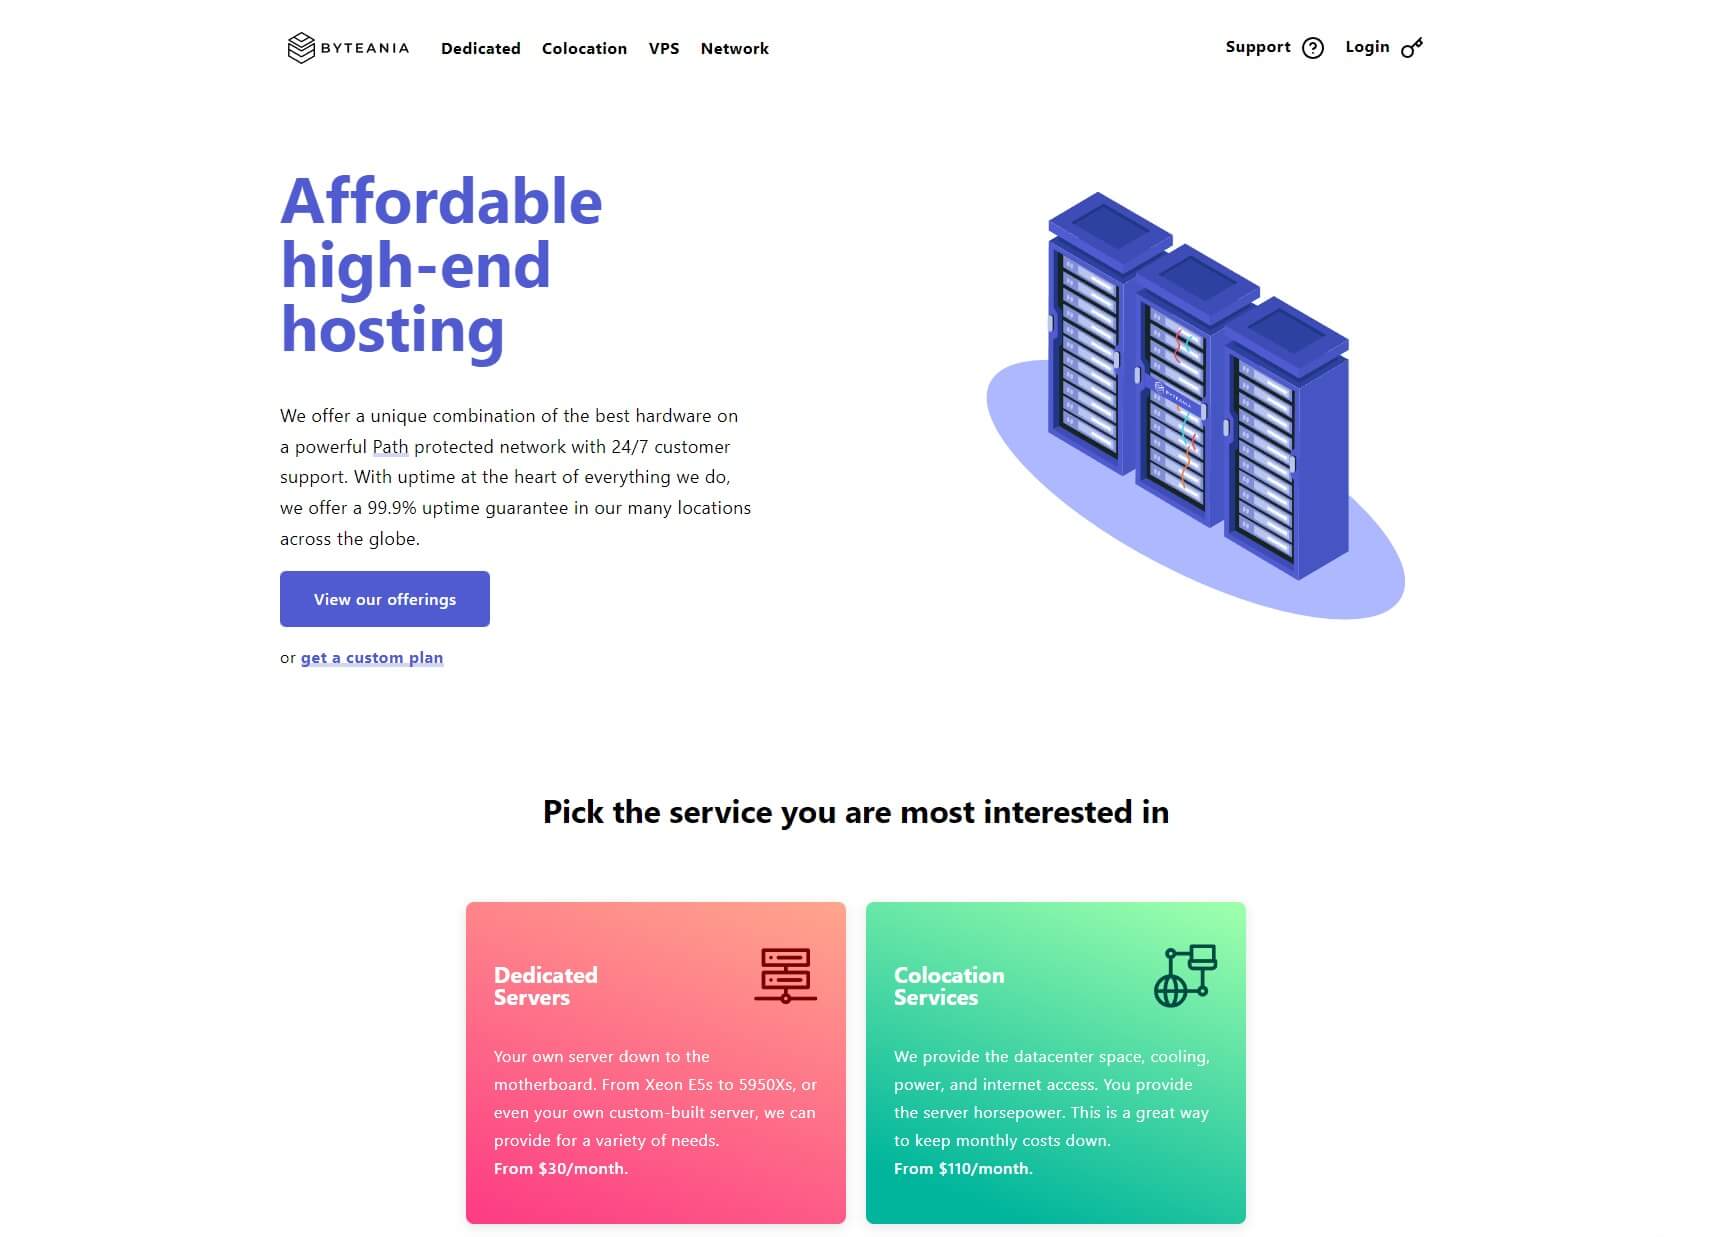 BYTEANIA
Dedicated
Colocation
VPS
Network
Support
Login
Affordable
high-end
hosting
We offer a unique combination of the best hardware on
a powerful Path protected network with 24/7 customer
support. With uptime at the heart of everything we do,
we offer a 99.9% uptime guarantee in our many locations
across the globe.
View our offerings
or get a custom plan
BYTEANIA
Pick the service you are most interested in
Dedicated
Servers
Your own server down to the
motherboard. From Xeon E5s to 5950Xs, or
even your own custom-built server, we can
provide for a variety of needs.
From $30/month.
Colocation
Services
We provide the datacenter space, cooling,
power, and internet access. You provide
the server horsepower. This is a great way
to keep monthly costs down.
From $110/month.